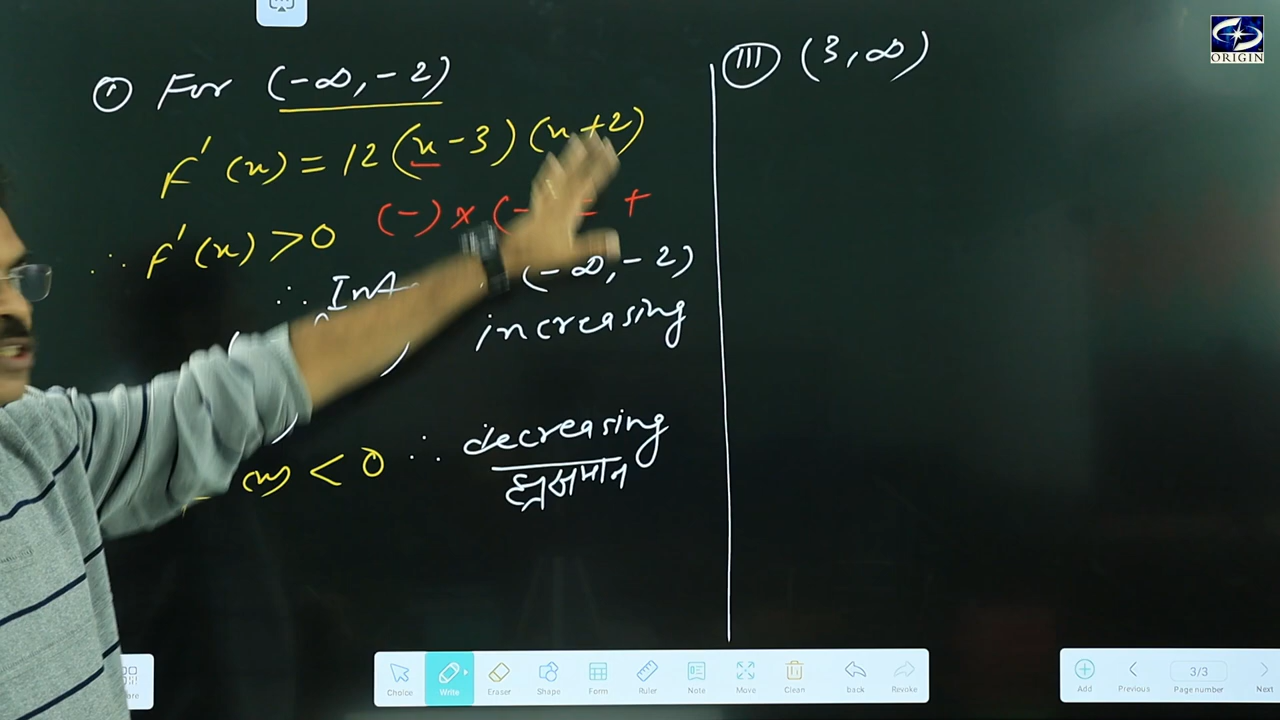 ① For (-∞, -2)
f'(x) = 12 (x-3) (x+2)
(-) × (- = +
∴ f'(x) > 0
∴ (-∞, -2)
increasing
(x) < 0 ∴ decreasing
ह्रासमान
III (3, ∞)
ORIGIN
Choice
Write
Eraser
Shape
Form
Ruler
Note
Move
Clean
back
Revoke
Add
Previous
3/3
Page number
Next